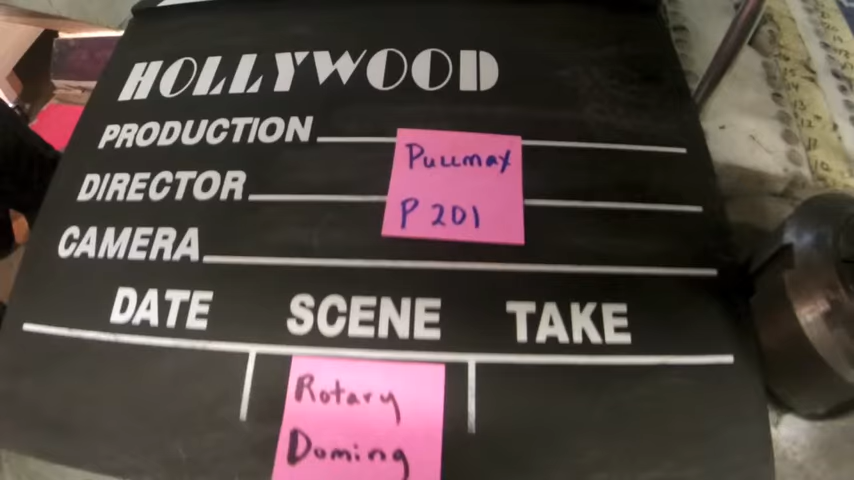 HOLLYWOOD
PRODUCTION
Pullmax
DIRECTOR
P 201
CAMERA
DATE SCENE TAKE
Rotary
Doming